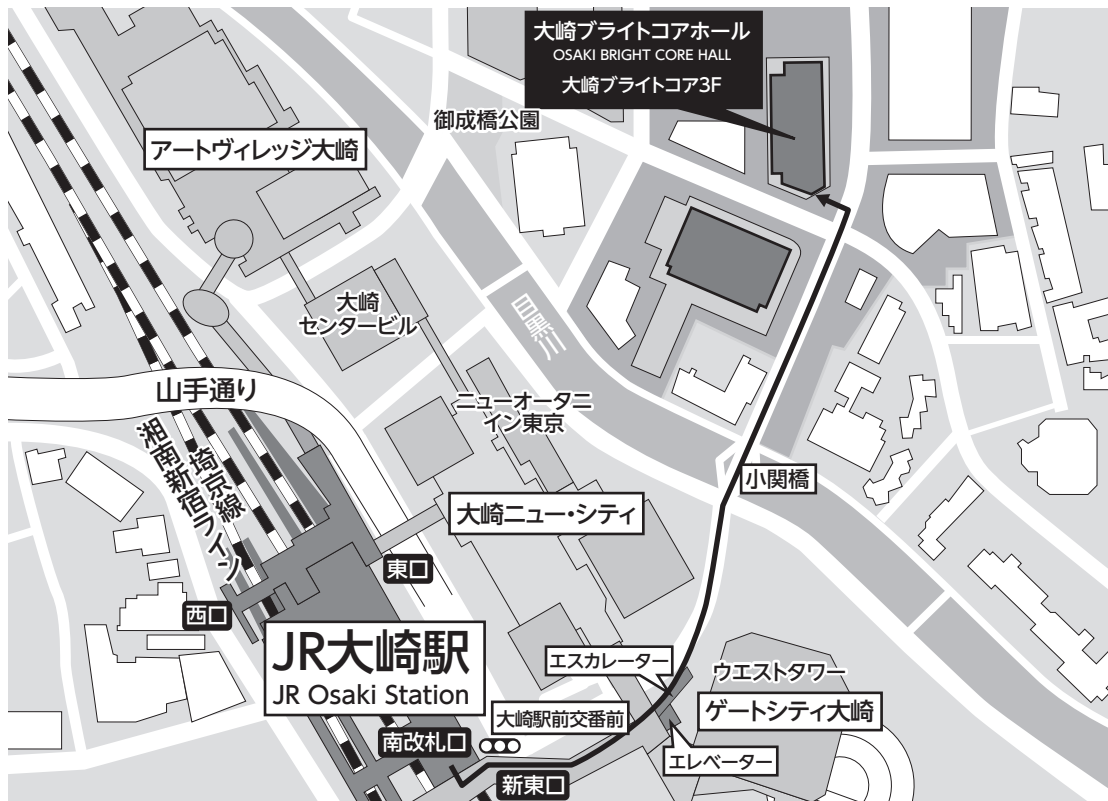 大崎ブライトコアホール
OSAKI BRIGHT CORE HALL
大崎ブライトコア3F
御成橋公園
アートヴィレッジ大崎
大崎
センタービル
目黒川
山手通り
ニューオータニ
イン東京
埼京線
湘南新宿ライン
小関橋
大崎ニュー・シティ
東口
西口
JR大崎駅
JR Osaki Station
エスカレーター
ウエストタワー
ゲートシティ大崎
大崎駅前交番前
南改札口
エレベーター
新東口